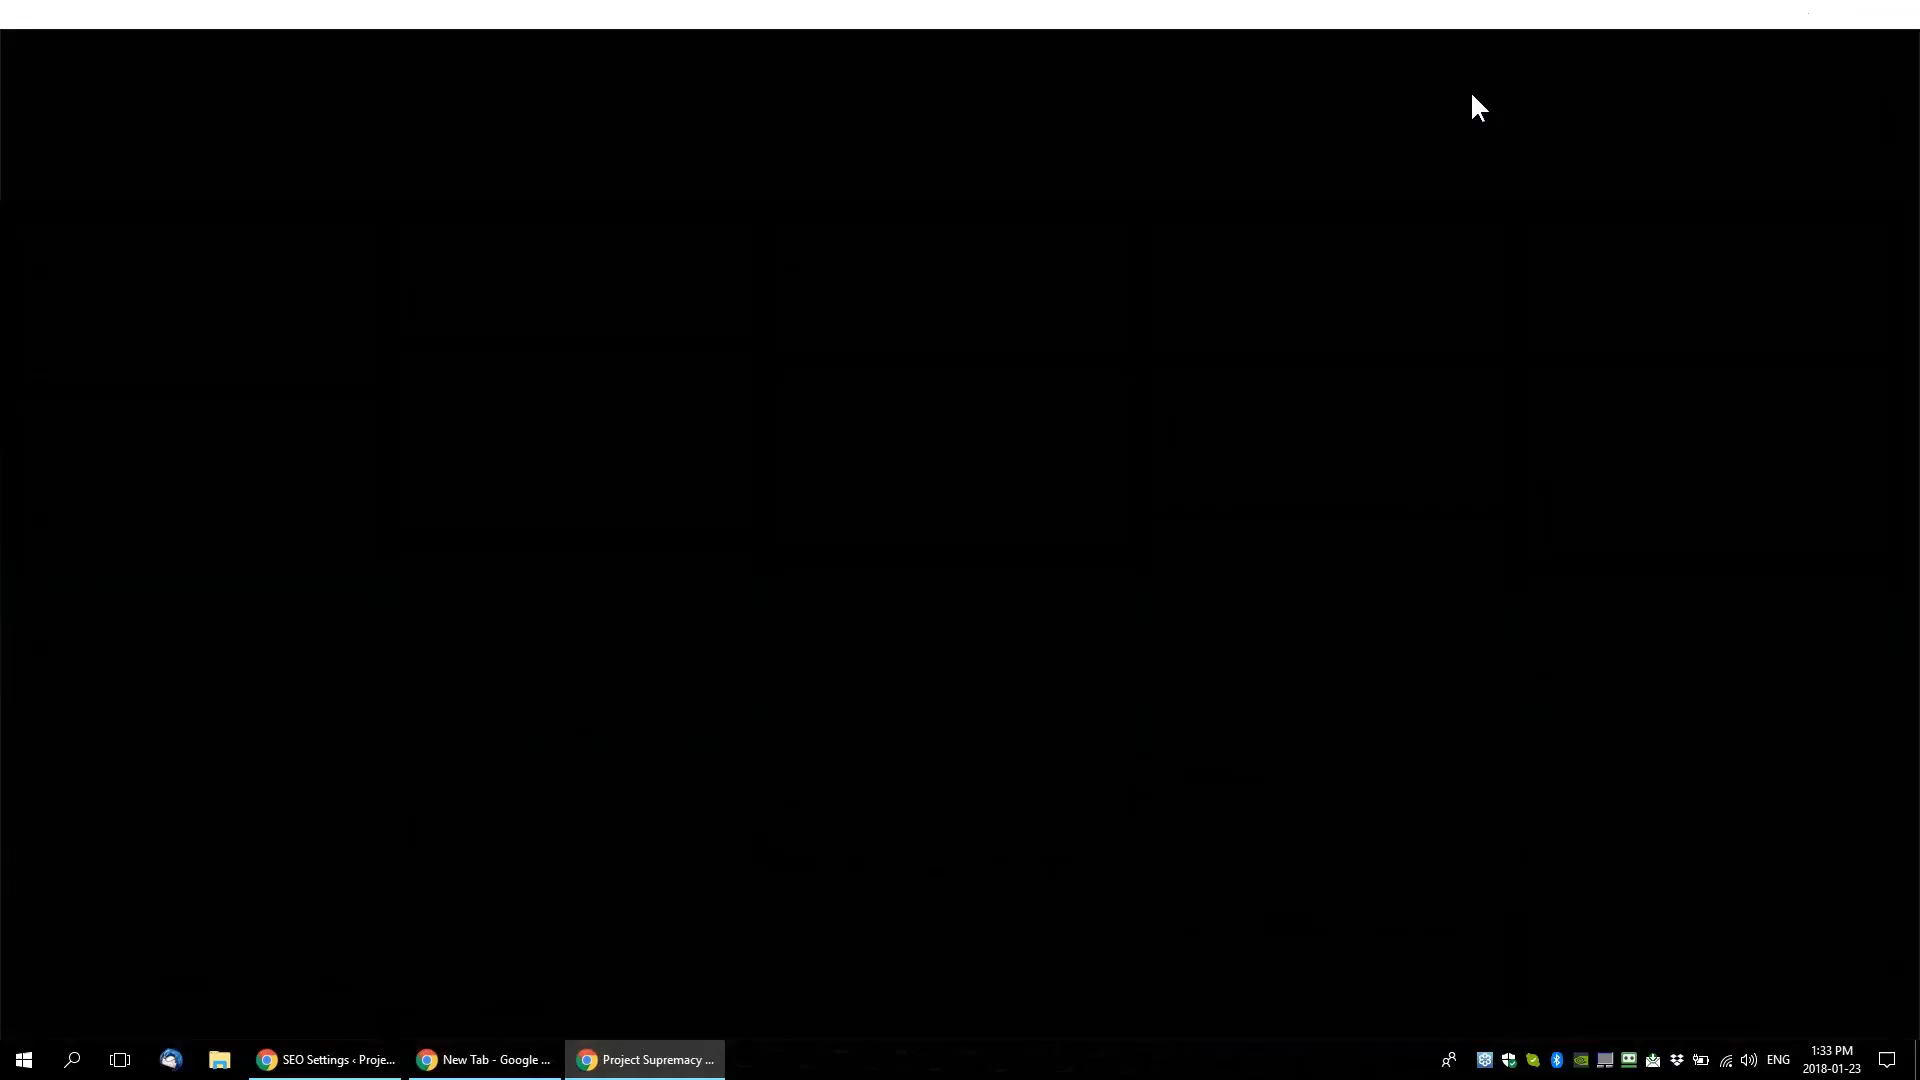 SEO Settings ‹ Proje...
New Tab - Google ...
Project Supremacy ...
ENG
1:33 PM
2018-01-23